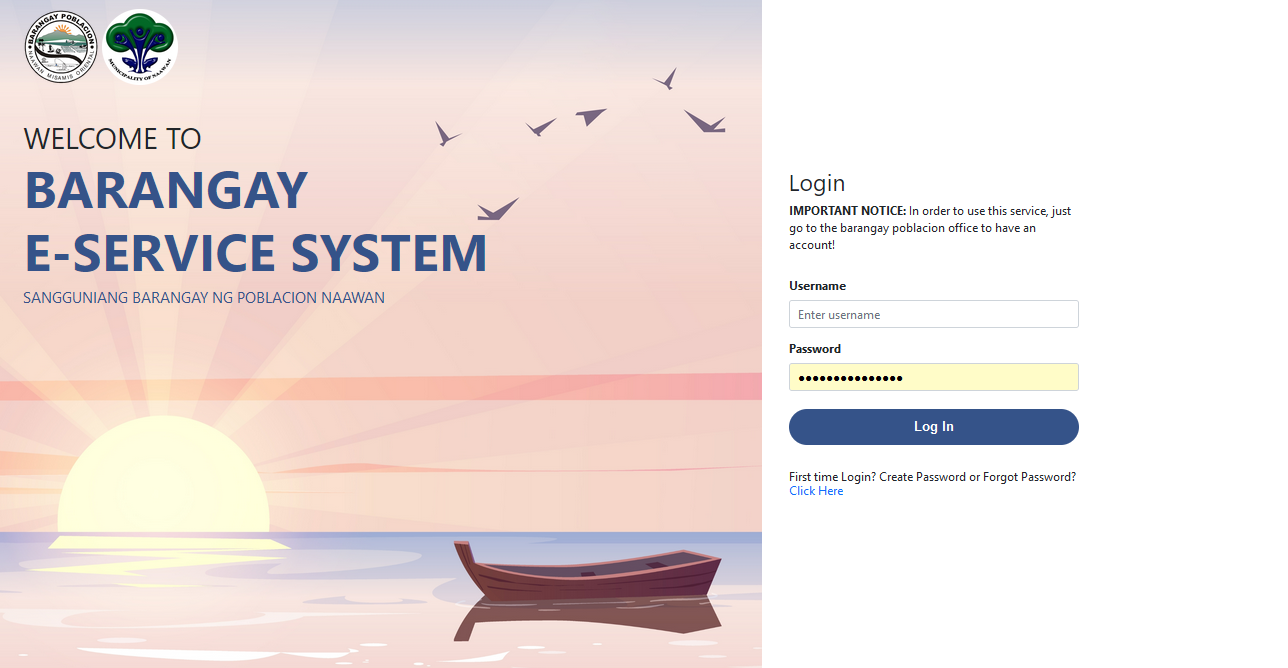 BARANGAY POBLACION
NAAWAN MISAMIS ORIENTAL
MUNICIPALITY OF NAAWAN
WELCOME TO
BARANGAY
E-SERVICE SYSTEM
SANGGUNIANG BARANGAY NG POBLACION NAAWAN
Login
IMPORTANT NOTICE: In order to use this service, just
go to the barangay poblacion office to have an
account!
Username
Enter username
Password
•••••••••••••••
Log In
First time Login? Create Password or Forgot Password?
Click Here